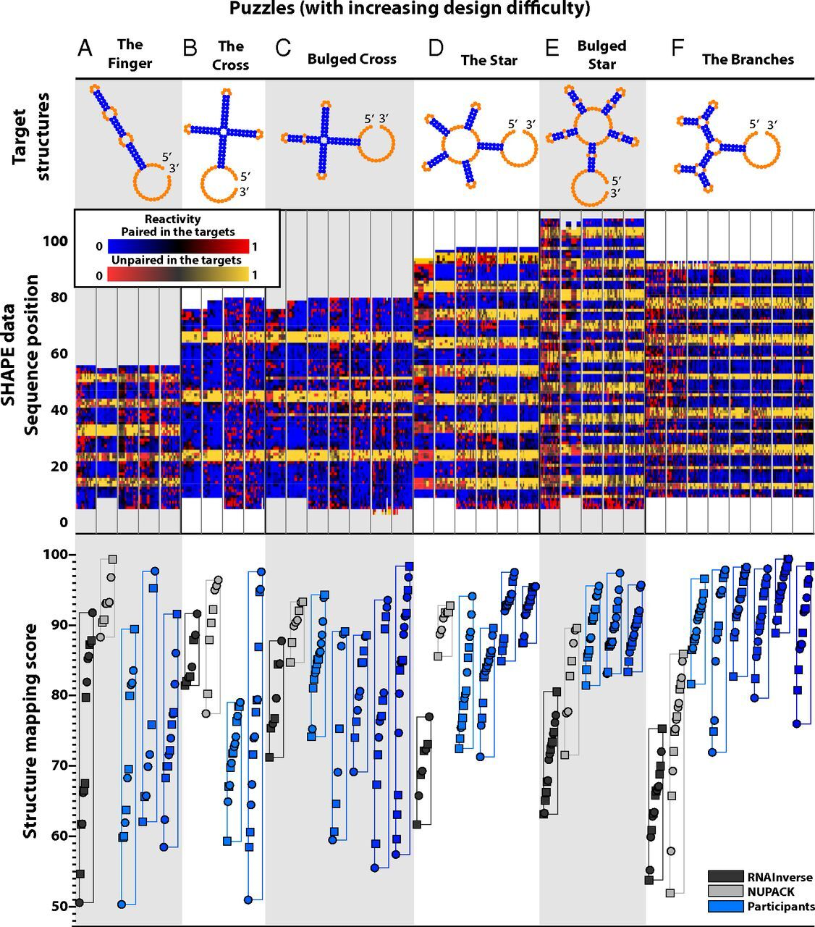 Puzzles (with increasing design difficulty)
A The Finger
B The Cross
C Bulged Cross
D The Star
E Bulged Star
F The Branches
Target structures
5′ 3′
5′ 3′
5′ 3′
5′ 3′
5′ 3′
5′ 3′
Reactivity
Paired in the targets
0 1
Unpaired in the targets
0 1
SHAPE data
Sequence position
100
80
60
40
20
0
Structure mapping score
100
90
80
70
60
50
RNAInverse
NUPACK
Participants